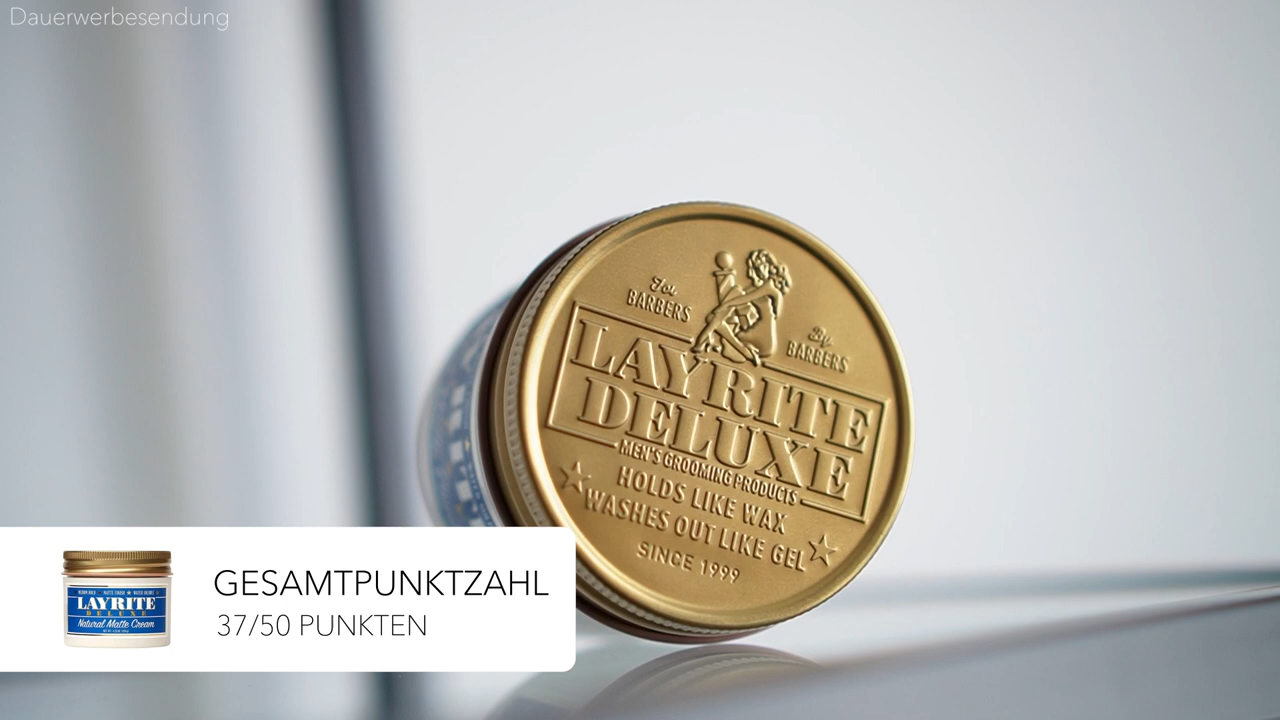 Dauerwerbesendung
For
BARBERS
By
BARBERS
LAYRITE
DELUXE
MEN'S GROOMING PRODUCTS
HOLDS LIKE WAX
WASHES OUT LIKE GEL
SINCE 1999
GESAMTPUNKTZAHL
37/50 PUNKTEN
LAYRITE
DELUXE
Natural Matte Cream